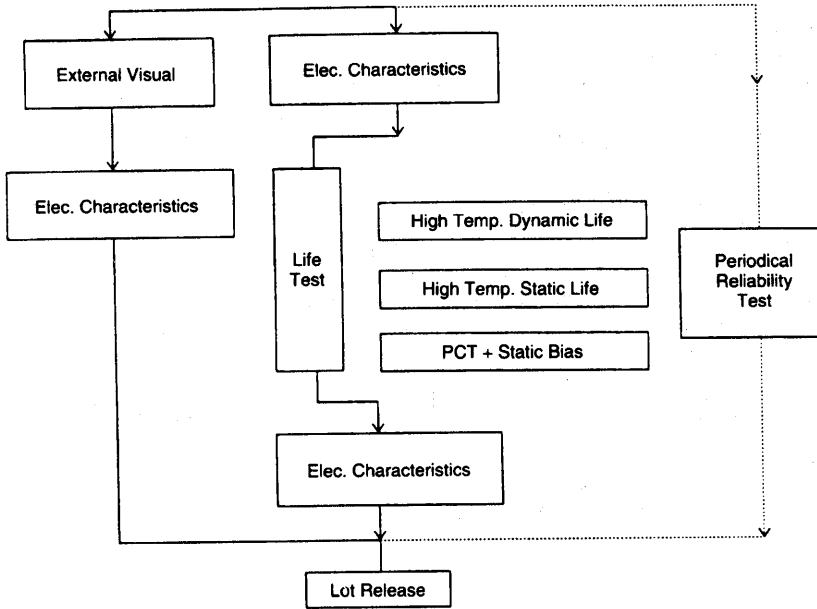 External Visual
Elec. Characteristics
Elec. Characteristics
Life
Test
High Temp. Dynamic Life
High Temp. Static Life
PCT + Static Bias
Periodical
Reliability
Test
Elec. Characteristics
Lot Release